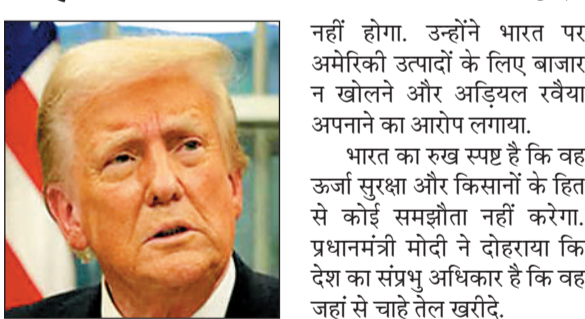 नहीं होगा. उन्होंने भारत पर
अमेरिकी उत्पादों के लिए बाजार
न खोलने और अड़ियल रवैया
अपनाने का आरोप लगाया.
भारत का रुख स्पष्ट है कि वह
ऊर्जा सुरक्षा और किसानों के हित
से कोई समझौता नहीं करेगा.
प्रधानमंत्री मोदी ने दोहराया कि
देश का संप्रभु अधिकार है कि वह
जहां से चाहे तेल खरीदे.